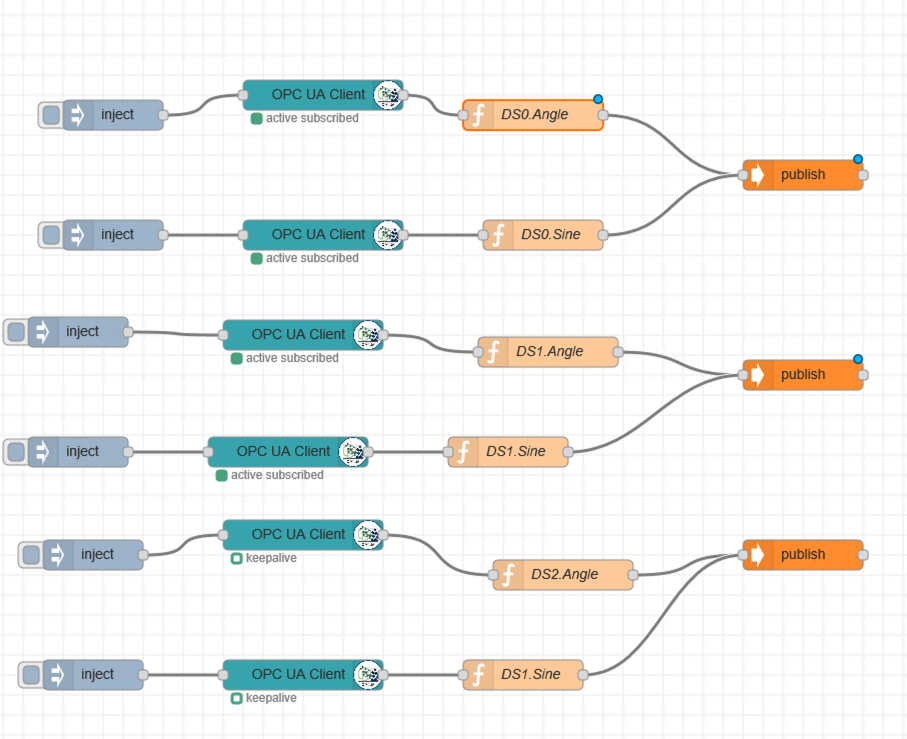 inject
OPC UA Client
active subscribed
DS0.Angle
publish
inject
OPC UA Client
active subscribed
DS0.Sine
inject
OPC UA Client
active subscribed
DS1.Angle
publish
inject
OPC UA Client
active subscribed
DS1.Sine
inject
OPC UA Client
keepalive
DS2.Angle
publish
inject
OPC UA Client
keepalive
DS1.Sine